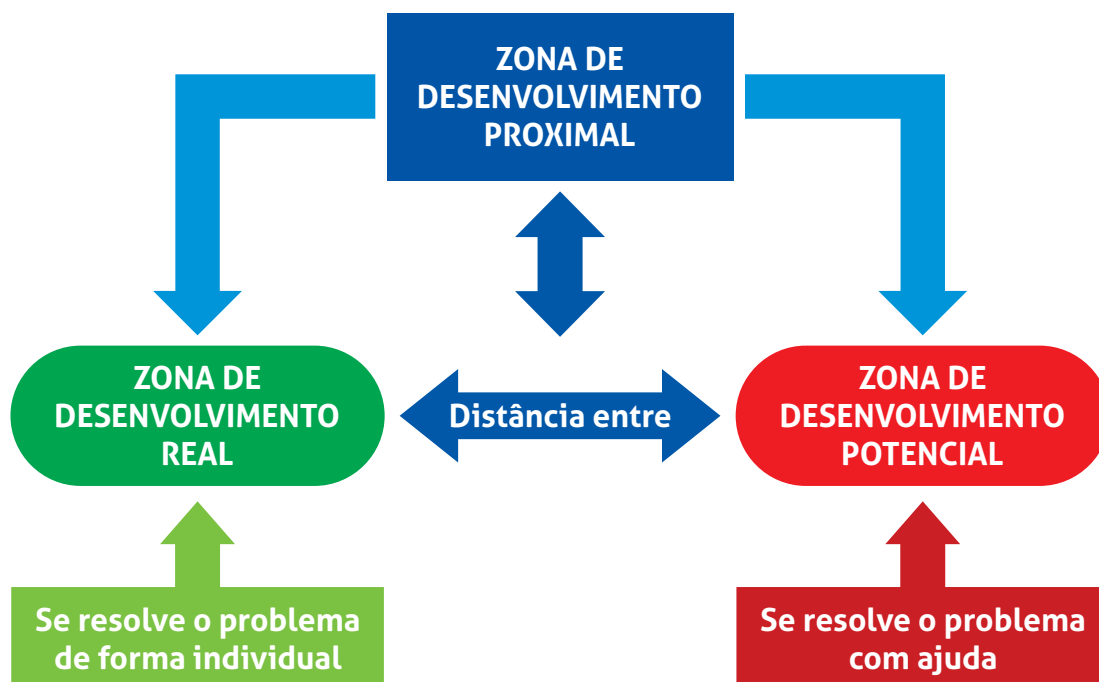 ZONA DE
DESENVOLVIMENTO
PROXIMAL
ZONA DE
DESENVOLVIMENTO
REAL
Distância entre
ZONA DE
DESENVOLVIMENTO
POTENCIAL
Se resolve o problema
de forma individual
Se resolve o problema
com ajuda